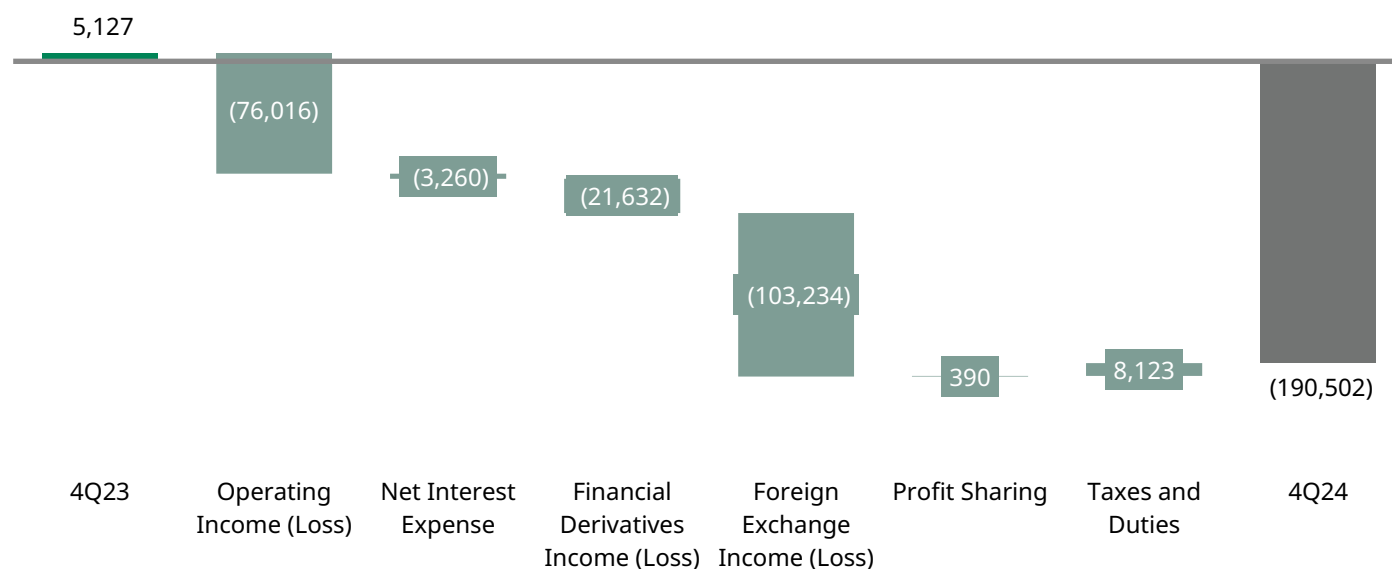 5,127
(76,016)
(3,260)
(21,632)
(103,234)
390
8,123
(190,502)
4Q23
Operating
Income (Loss)
Net Interest
Expense
Financial
Derivatives
Income (Loss)
Foreign
Exchange
Income (Loss)
Profit Sharing
Taxes and
Duties
4Q24